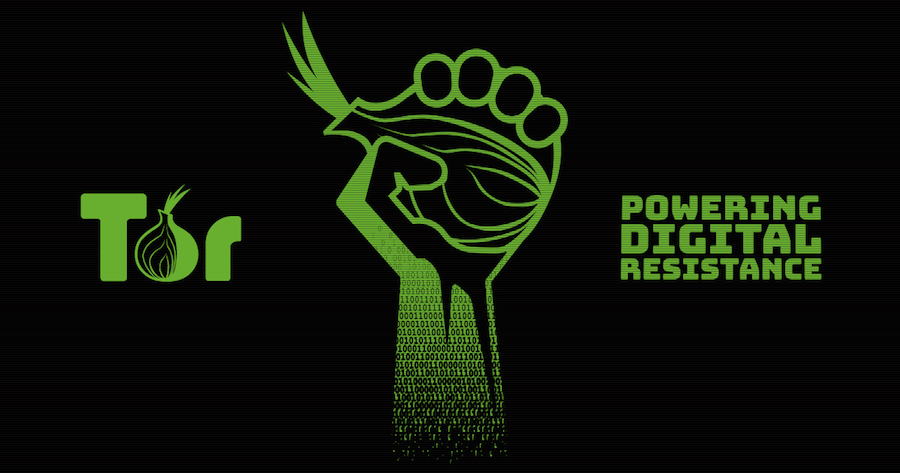 Tor
POWERING
DIGITAL
RESISTANCE